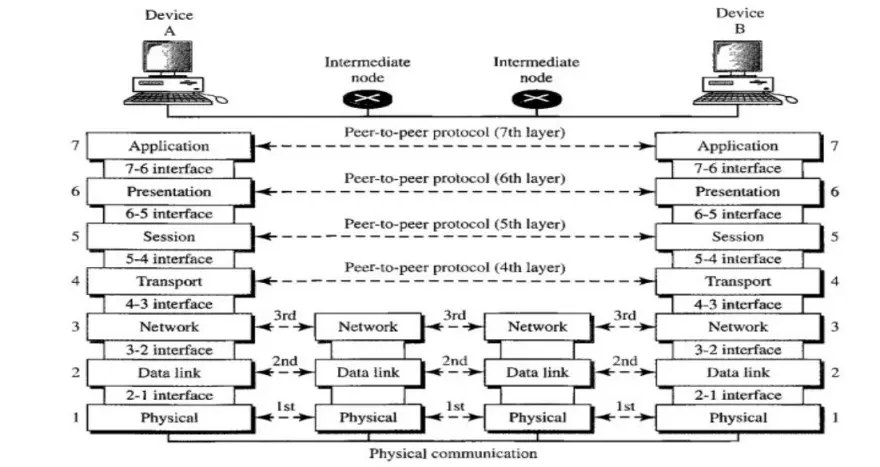 Device
A
Device
B
Intermediate
node
Intermediate
node
Peer-to-peer protocol (7th layer)
7 Application Application 7
7-6 interface 7-6 interface
Peer-to-peer protocol (6th layer)
6 Presentation Presentation 6
6-5 interface 6-5 interface
Peer-to-peer protocol (5th layer)
5 Session Session 5
5-4 interface 5-4 interface
Peer-to-peer protocol (4th layer)
4 Transport Transport 4
4-3 interface 4-3 interface
3rd 3rd 3rd
3 Network Network Network Network 3
3-2 interface 3-2 interface
2nd 2nd 2nd
2 Data link Data link Data link Data link 2
2-1 interface 2-1 interface
1st 1st 1st
1 Physical Physical Physical Physical 1
Physical communication